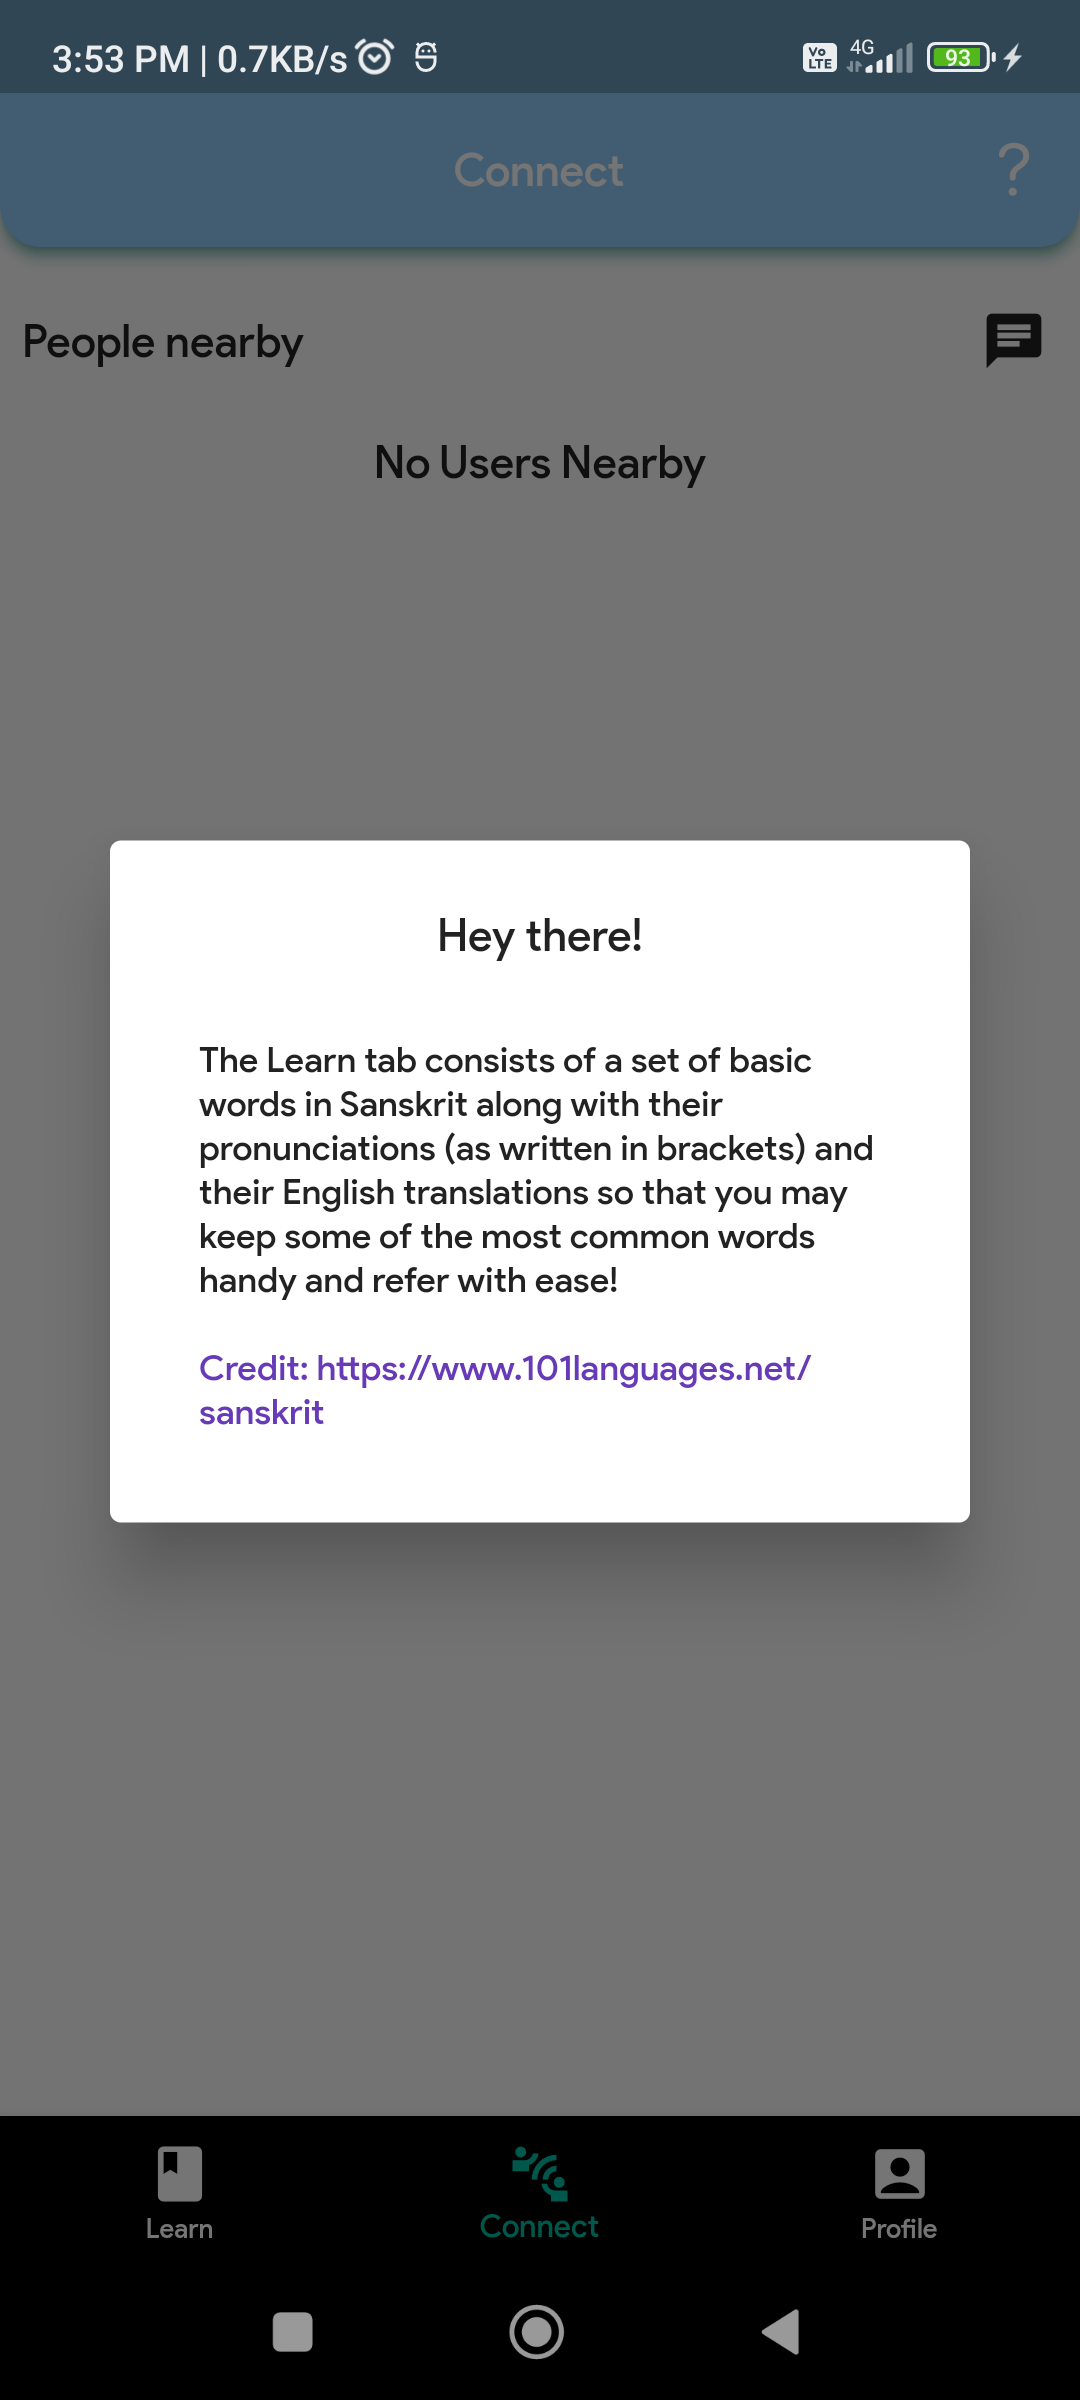 3:53 PM | 0.7KB/s
Vo LTE 4G 93
Connect
?
People nearby
No Users Nearby
Hey there!
The Learn tab consists of a set of basic
words in Sanskrit along with their
pronunciations (as written in brackets) and
their English translations so that you may
keep some of the most common words
handy and refer with ease!
Credit: https://www.101languages.net/
sanskrit
Learn
Connect
Profile